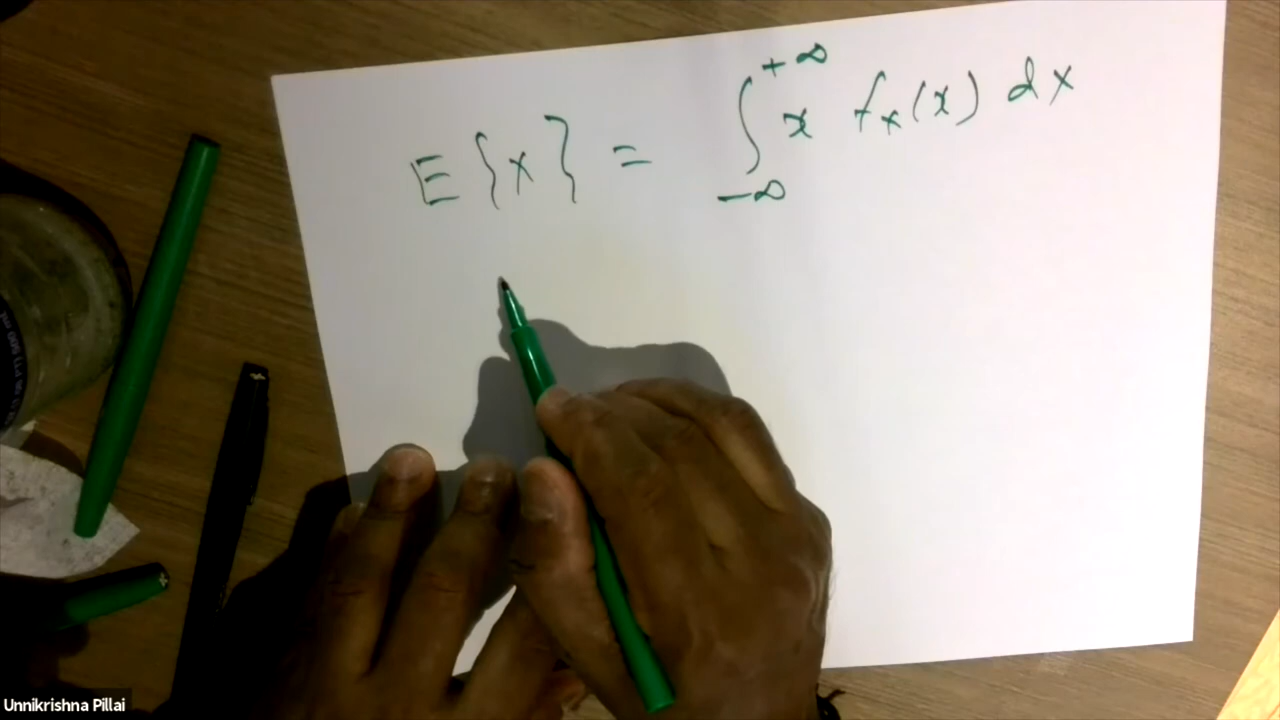 E{x} = ∫_{-∞}^{+∞} x f_x(x) dx
Unnikrishna Pillai